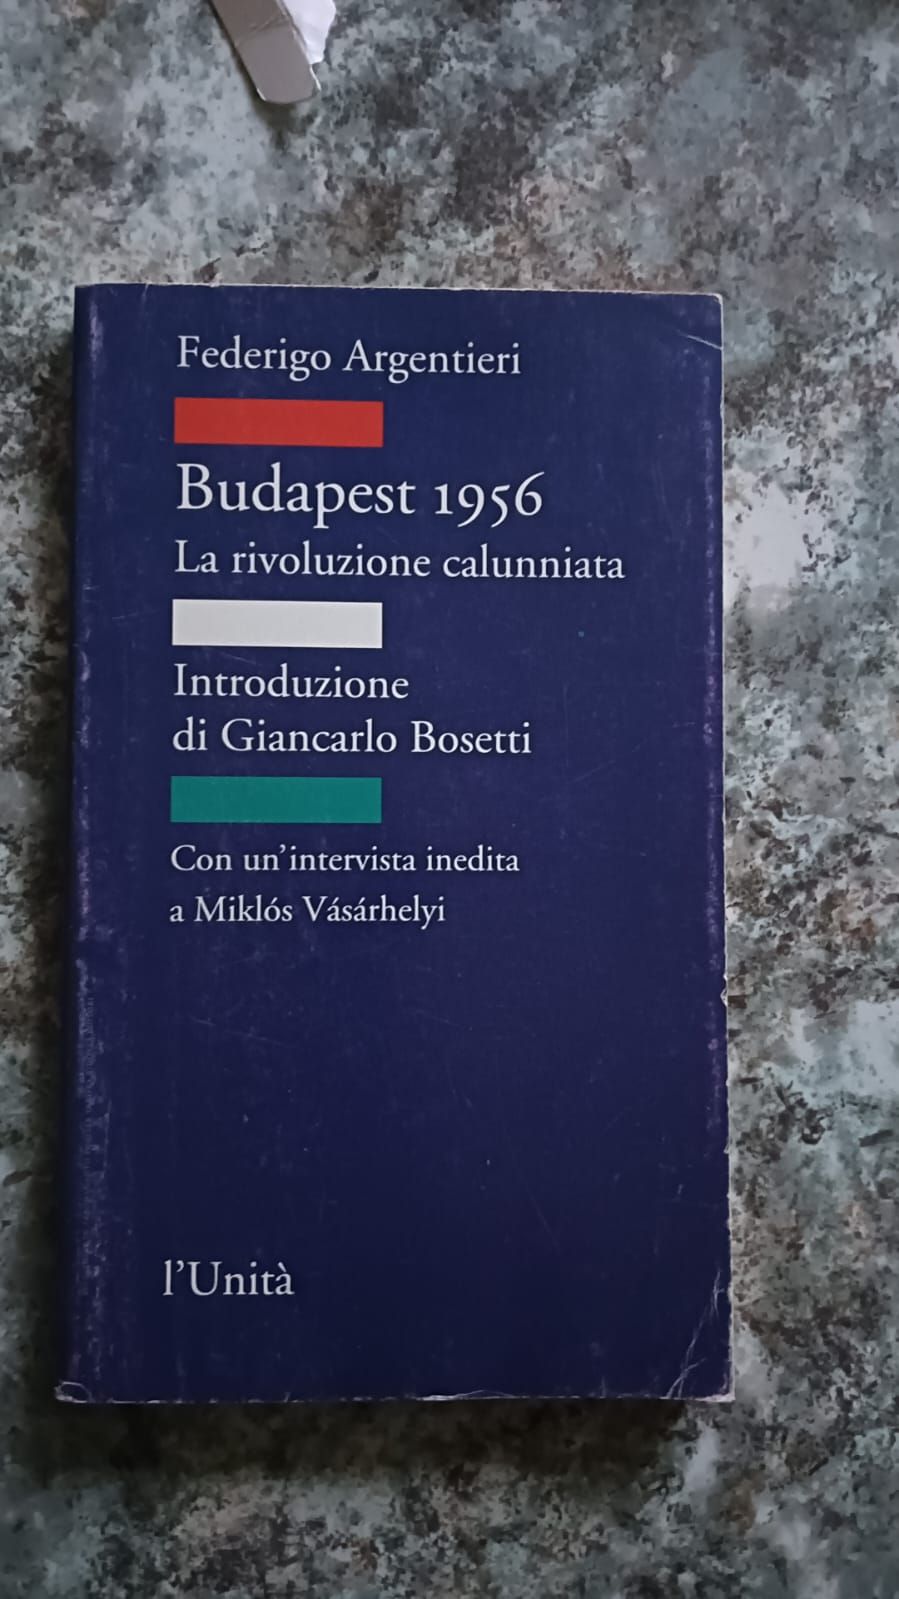 Federigo Argentieri
Budapest 1956
La rivoluzione calunniata
Introduzione
di Giancarlo Bosetti
Con un'intervista inedita
a Miklós Vásárhelyi
l'Unità